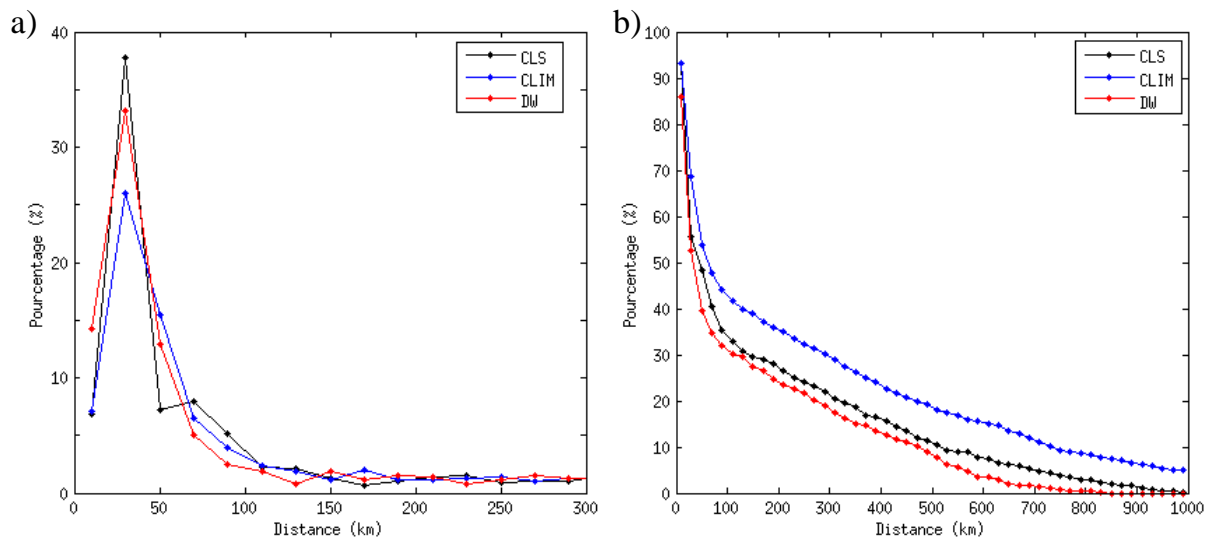 a)
Pourcentage (%)
40
30
20
10
0
0 50 100 150 200 250 300
Distance (km)
CLS
CLIM
DW
b)
Pourcentage (%)
100
90
80
70
60
50
40
30
20
10
0
0 100 200 300 400 500 600 700 800 900 1000
Distance (km)
CLS
CLIM
DW